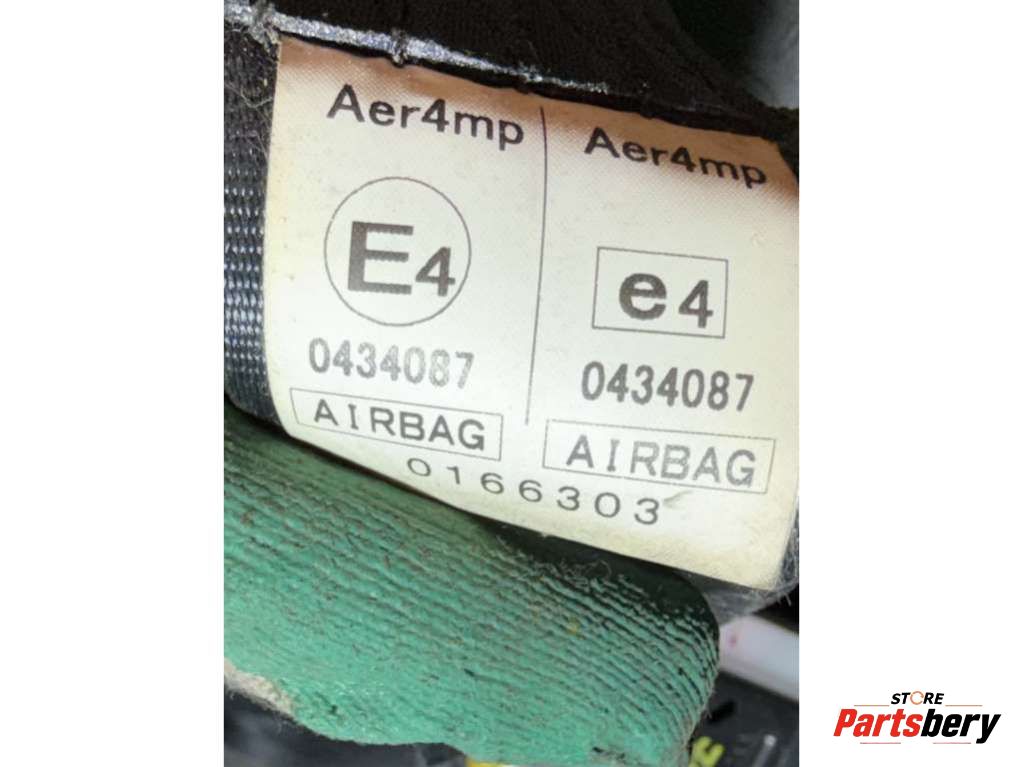 Aer4mp
E4
0434087
AIRBAG
Aer4mp
e4
0434087
AIRBAG
0166303
STORE
Partsbery